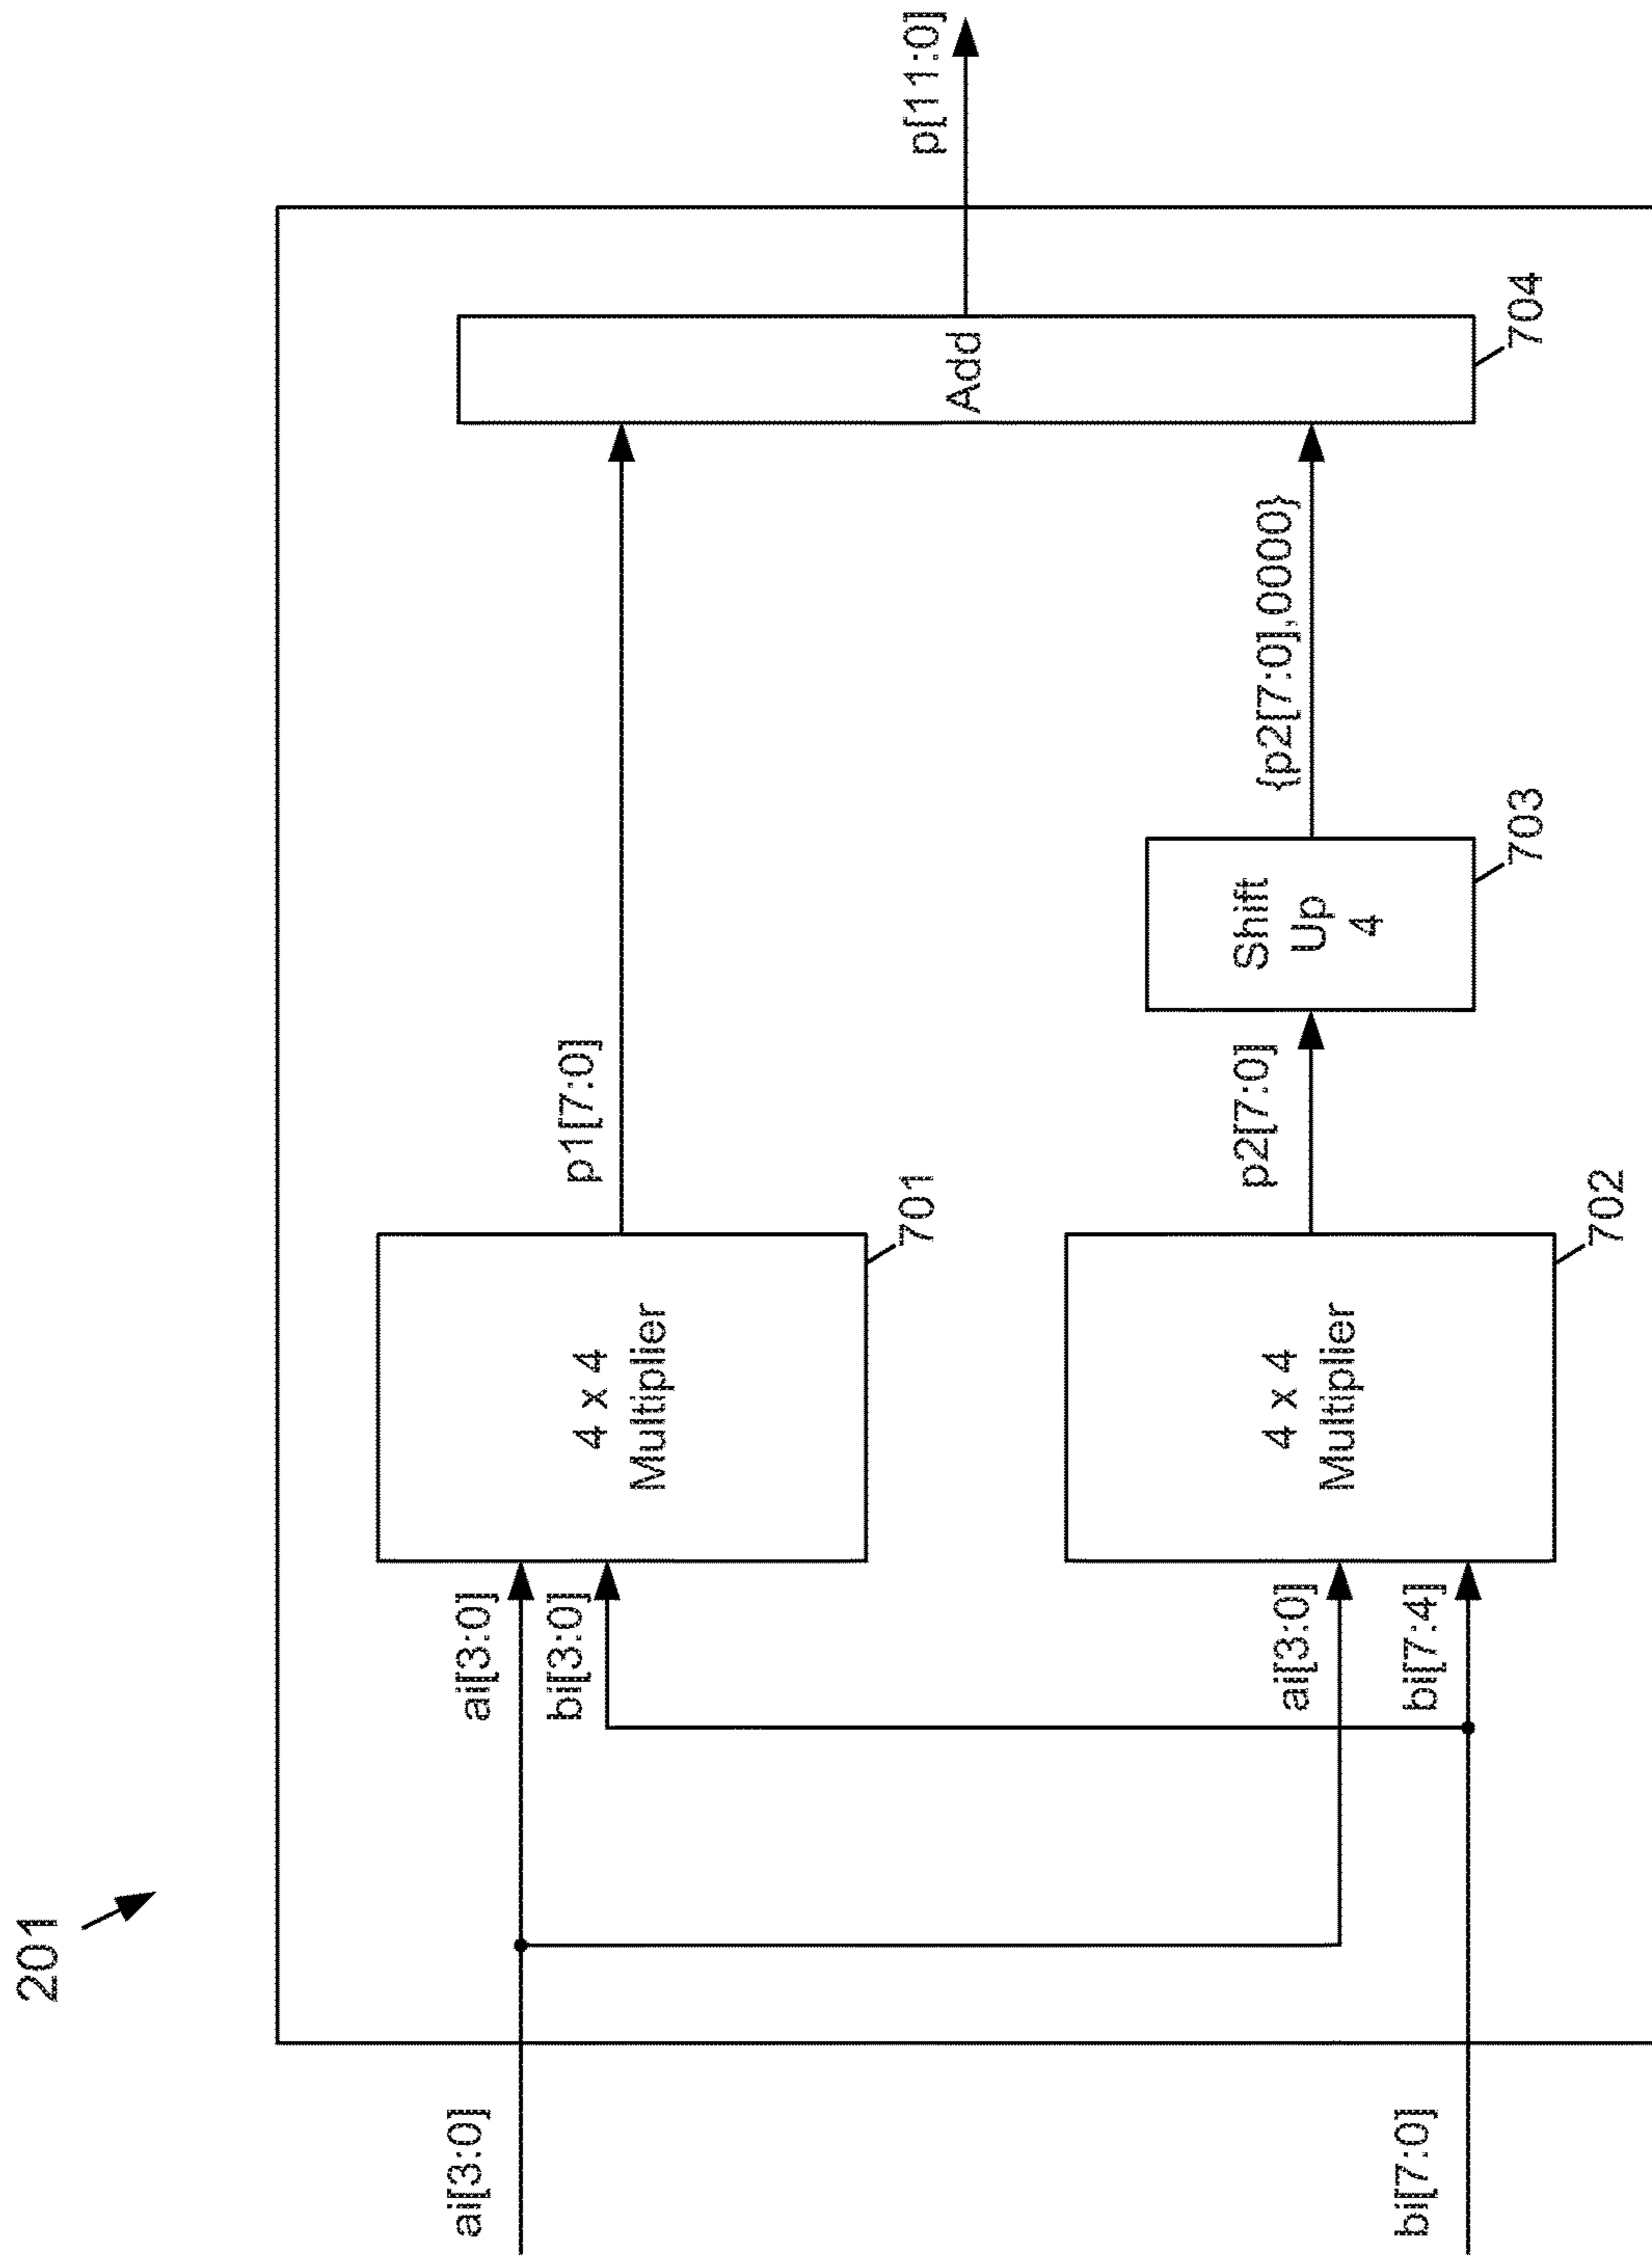 201
ai[3:0]
bi[7:0]
ai[3:0]
bi[3:0]
ai[3:0]
bi[7:4]
4 x 4
Multiplier
701
4 x 4
Multiplier
702
p1[7:0]
p2[7:0]
Shift
Up
4
703
{p2[7:0],0000}
Add
704
p[11:0]